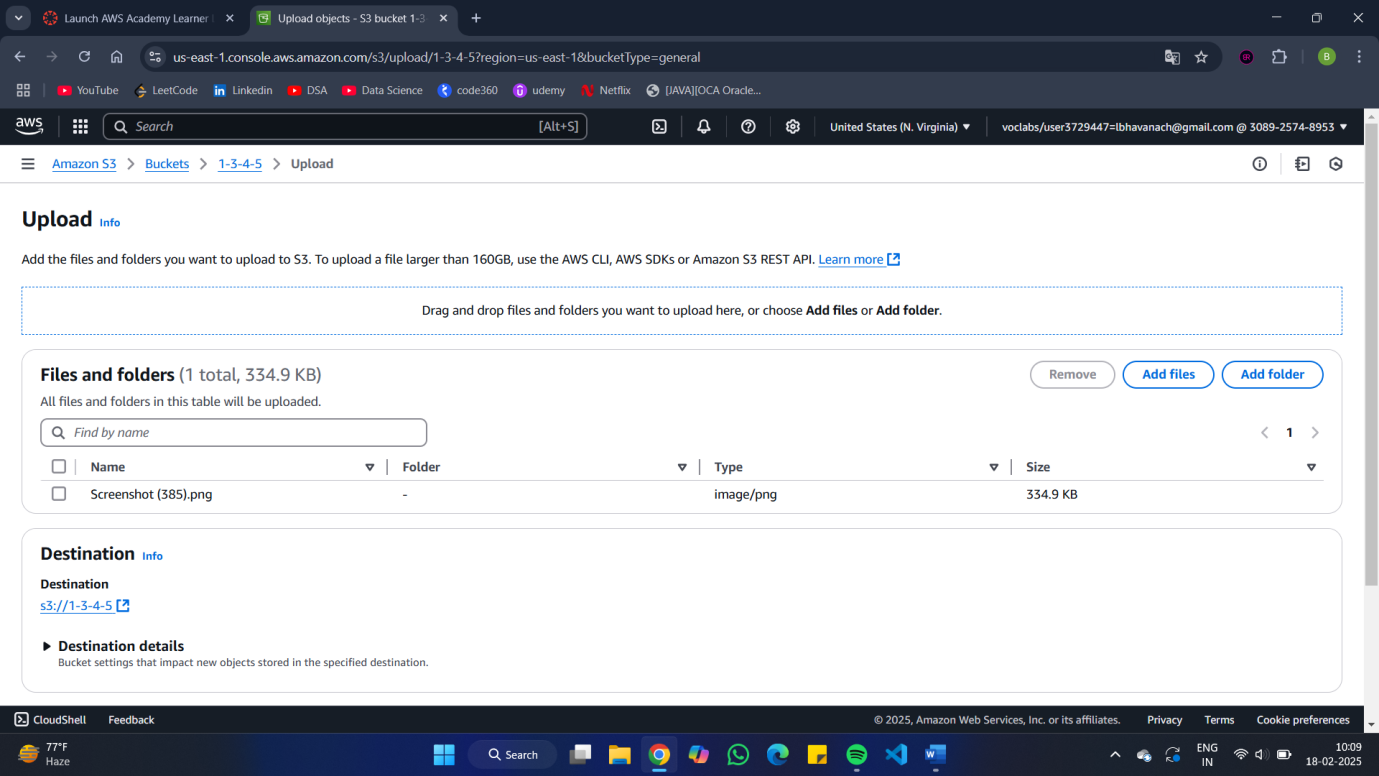 Launch AWS Academy Learner
Upload objects - S3 bucket 1-3
us-east-1.console.aws.amazon.com/s3/upload/1-3-4-5?region=us-east-1&bucketType=general
B
YouTube
LeetCode
Linkedin
DSA
Data Science
code360
udemy
Netflix
[JAVA][OCA Oracle...
aws
Search
[Alt+S]
United States (N. Virginia)
voclabs/user3729447=lbhavanach@gmail.com @ 3089-2574-8953
Amazon S3 > Buckets > 1-3-4-5 > Upload
Upload Info
Add the files and folders you want to upload to S3. To upload a file larger than 160GB, use the AWS CLI, AWS SDKs or Amazon S3 REST API. Learn more
Drag and drop files and folders you want to upload here, or choose Add files or Add folder.
Files and folders (1 total, 334.9 KB)
Remove
Add files
Add folder
All files and folders in this table will be uploaded.
Find by name
1
Name Folder Type Size
Screenshot (385).png - image/png 334.9 KB
Destination Info
Destination
s3://1-3-4-5
Destination details
Bucket settings that impact new objects stored in the specified destination.
CloudShell
Feedback
© 2025, Amazon Web Services, Inc. or its affiliates.
Privacy
Terms
Cookie preferences
77°F
Haze
Search
ENG
IN
10:09
18-02-2025